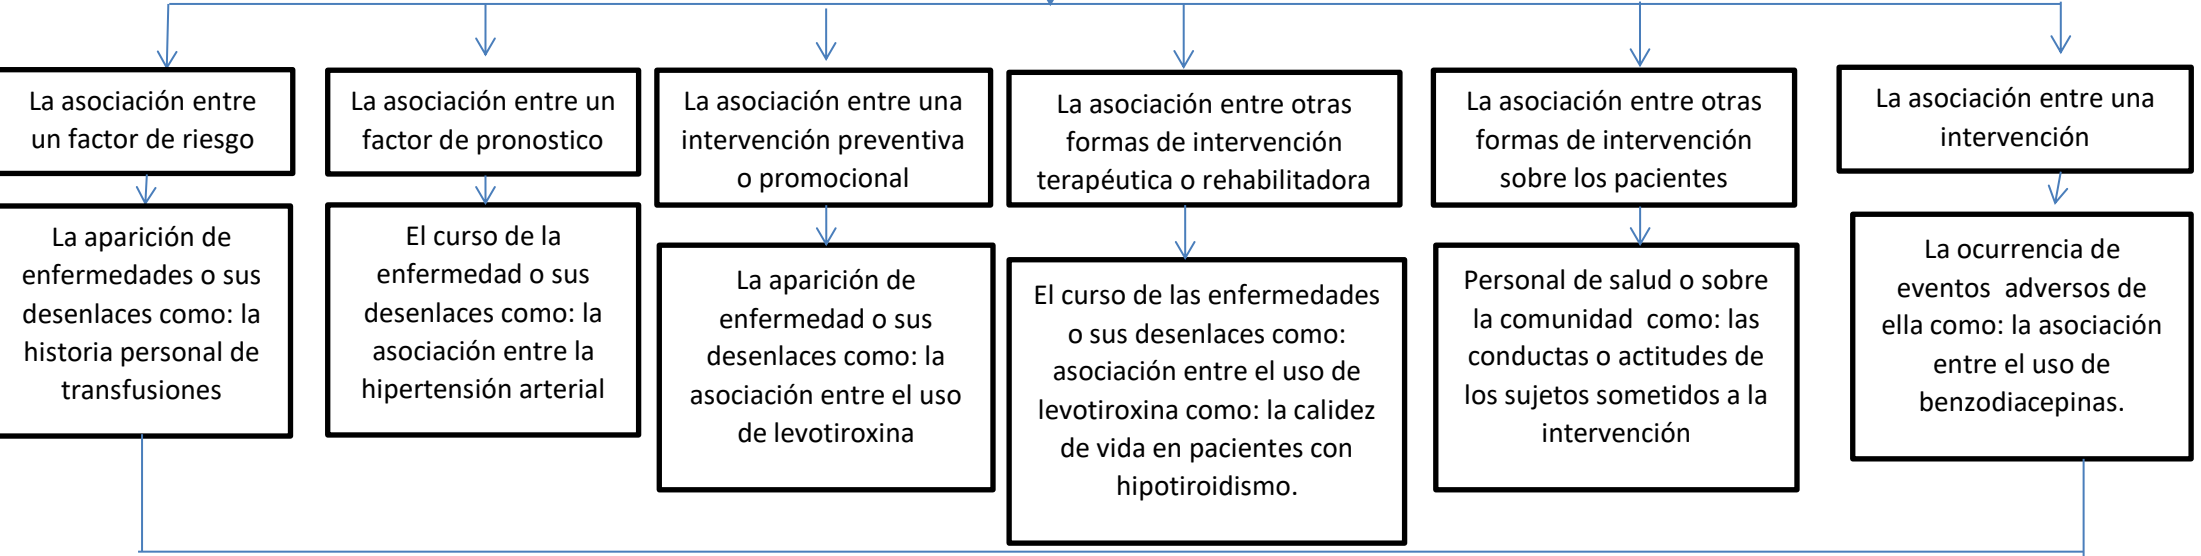 La asociación entre
un factor de riesgo
La asociación entre un
factor de pronostico
La asociación entre una
intervención preventiva
o promocional
La asociación entre otras
formas de intervención
terapéutica o rehabilitadora
La asociación entre otras
formas de intervención
sobre los pacientes
La asociación entre una
intervención
La aparición de
enfermedades o sus
desenlaces como: la
historia personal de
transfusiones
El curso de la
enfermedad o sus
desenlaces como: la
asociación entre la
hipertensión arterial
La aparición de
enfermedad o sus
desenlaces como: la
asociación entre el uso
de levotiroxina
El curso de las enfermedades
o sus desenlaces como:
asociación entre el uso de
levotiroxina como: la calidez
de vida en pacientes con
hipotiroidismo.
Personal de salud o sobre
la comunidad como: las
conductas o actitudes de
los sujetos sometidos a la
intervención
La ocurrencia de
eventos adversos de
ella como: la asociación
entre el uso de
benzodiacepinas.